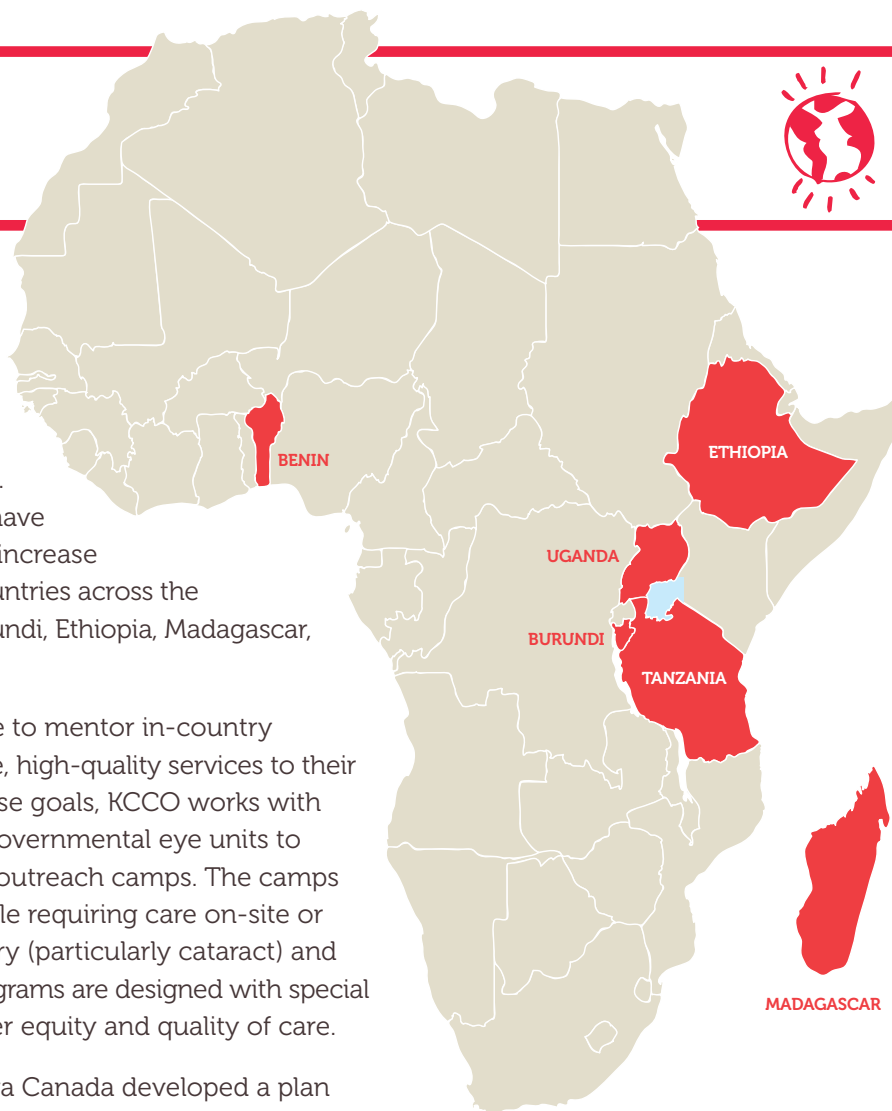 .
have
increase
untries across the
undi, Ethiopia, Madagascar,
e to mentor in-country
e, high-quality services to their
se goals, KCCO works with
overnmental eye units to
outreach camps. The camps
le requiring care on-site or
ry (particularly cataract) and
grams are designed with special
er equity and quality of care.
a Canada developed a plan
BENIN
ETHIOPIA
UGANDA
BURUNDI
TANZANIA
MADAGASCAR